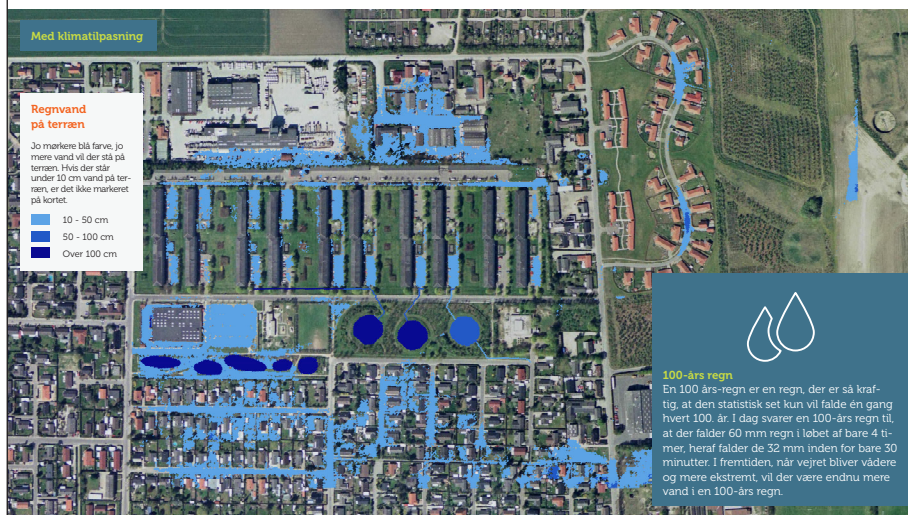 Med klimatilpasning
Regnvand
på terræn
Jo mørkere blå farve, jo
mere vand vil der stå på
terræn. Hvis der står
under 10 cm vand på ter-
ræn, er det ikke markeret
på kortet.
10 - 50 cm
50 - 100 cm
Over 100 cm
100-års regn
En 100 års-regn er en regn, der er så kraf-
tig, at den statistisk set kun vil falde én gang
hvert 100. år. I dag svarer en 100-års regn til,
at der falder 60 mm regn i løbet af bare 4 ti-
mer, heraf falder de 32 mm inden for bare 30
minutter. I fremtiden, når vejret bliver vådere
og mere ekstremt, vil der være endnu mere
vand i en 100-års regn.